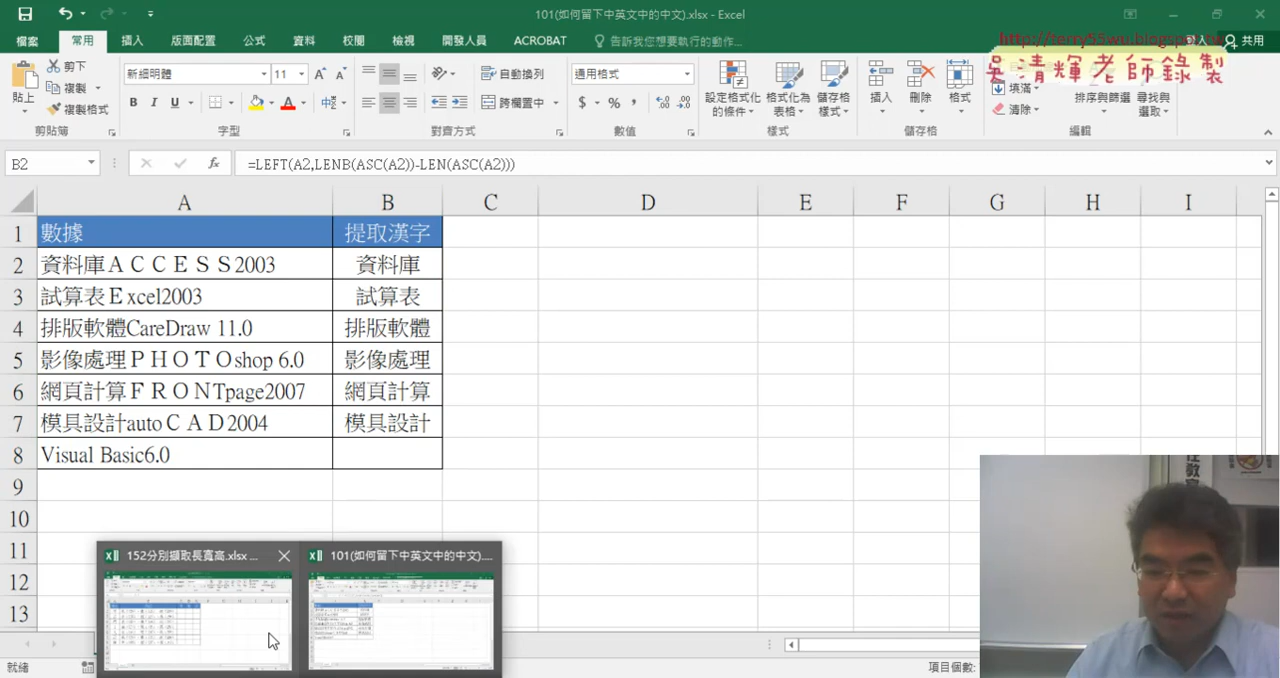 101(如何留下中英文中的中文).xlsx - Excel
http://terry55wu.blogspot.tw
吳清輝老師錄製
檔案 常用 插入 版面配置 公式 資料 校閱 檢視 開發人員 ACROBAT 告訴我您想要執行的動作... 共用
貼上 剪下 複製 複製格式 剪貼簿
新細明體 11 B I U 字型
自動換列 跨欄置中 對齊方式
通用格式 $ % , 數值
設定格式化的條件 格式化為表格 儲存格樣式 樣式
插入 刪除 格式 儲存格
填滿 清除 排序與篩選 尋找與選取 編輯
B2 fx =LEFT(A2,LENB(ASC(A2))-LEN(ASC(A2)))
A B C D E F G H I
1 數據 提取漢字
2 資料庫ＡＣＣＥＳＳ2003 資料庫
3 試算表Ｅxcel2003 試算表
4 排版軟體CareDraw 11.0 排版軟體
5 影像處理ＰＨＯＴＯshop 6.0 影像處理
6 網頁計算ＦＲＯＮTpage2007 網頁計算
7 模具設計autoＣＡＤ2004 模具設計
8 Visual Basic6.0
9
10
11
12
13
152分別擷取長寬高.xlsx ... 101(如何留下中英文中的中文)....
就緒 項目個數: